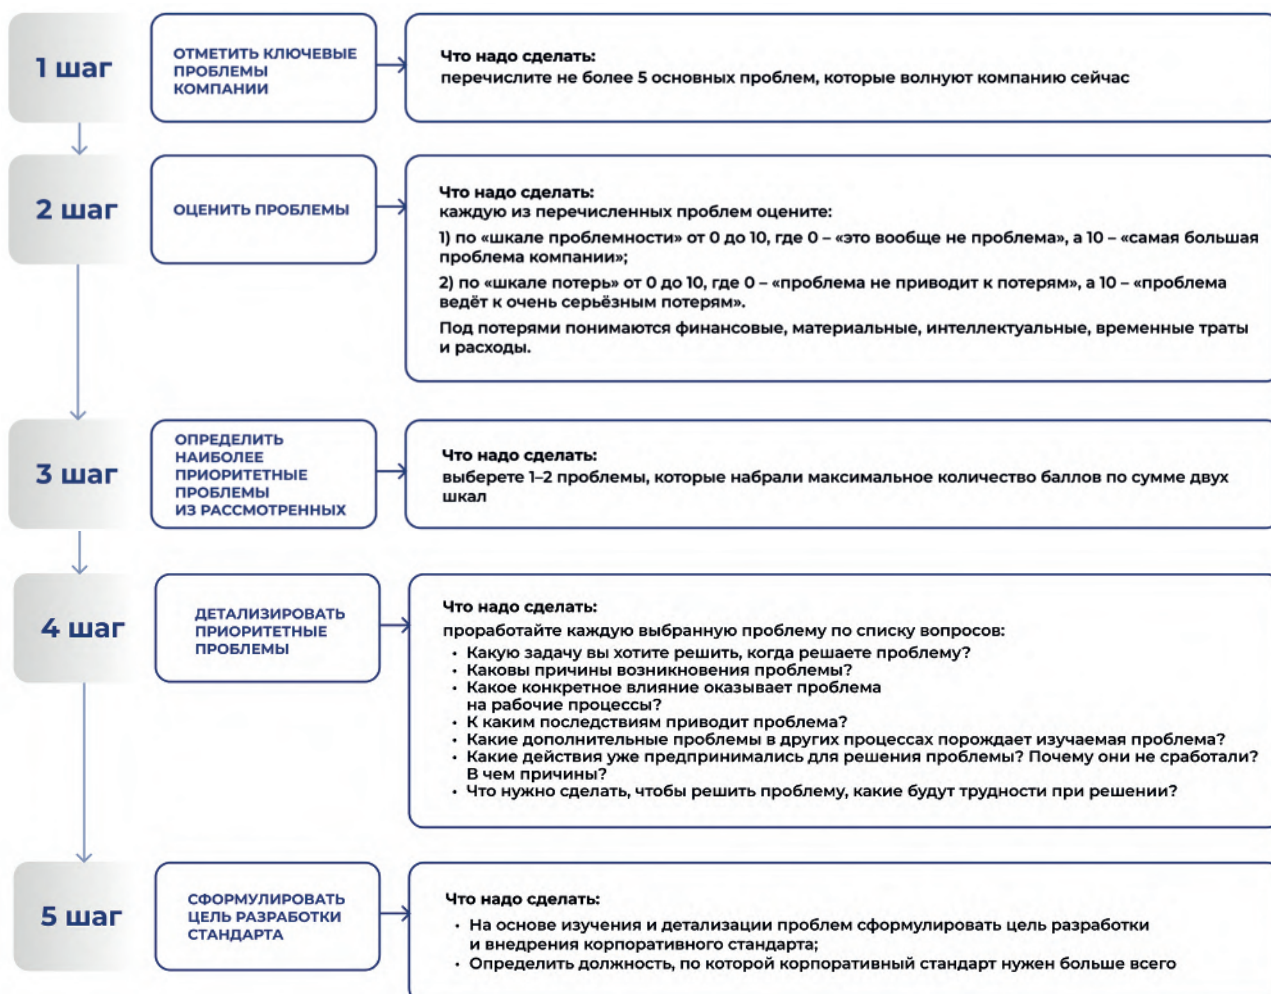 1 шаг
ОТМЕТИТЬ КЛЮЧЕВЫЕ
ПРОБЛЕМЫ
КОМПАНИИ
Что надо сделать:
перечислите не более 5 основных проблем, которые волнуют компанию сейчас
2 шаг
ОЦЕНИТЬ ПРОБЛЕМЫ
Что надо сделать:
каждую из перечисленных проблем оцените:
1) по «шкале проблемности» от 0 до 10, где 0 – «это вообще не проблема», а 10 – «самая большая
проблема компании»;
2) по «шкале потерь» от 0 до 10, где 0 – «проблема не приводит к потерям», а 10 – «проблема
ведёт к очень серьёзным потерям».
Под потерями понимаются финансовые, материальные, интеллектуальные, временные траты
и расходы.
3 шаг
ОПРЕДЕЛИТЬ
НАИБОЛЕЕ
ПРИОРИТЕТНЫЕ
ПРОБЛЕМЫ
ИЗ РАССМОТРЕННЫХ
Что надо сделать:
выберете 1–2 проблемы, которые набрали максимальное количество баллов по сумме двух
шкал
4 шаг
ДЕТАЛИЗИРОВАТЬ
ПРИОРИТЕТНЫЕ
ПРОБЛЕМЫ
Что надо сделать:
проработайте каждую выбранную проблему по списку вопросов:
• Какую задачу вы хотите решить, когда решаете проблему?
• Каковы причины возникновения проблемы?
• Какое конкретное влияние оказывает проблема
на рабочие процессы?
• К каким последствиям приводит проблема?
• Какие дополнительные проблемы в других процессах порождает изучаемая проблема?
• Какие действия уже предпринимались для решения проблемы? Почему они не сработали?
В чем причины?
• Что нужно сделать, чтобы решить проблему, какие будут трудности при решении?
5 шаг
СФОРМУЛИРОВАТЬ
ЦЕЛЬ РАЗРАБОТКИ
СТАНДАРТА
Что надо сделать:
• На основе изучения и детализации проблем сформулировать цель разработки
и внедрения корпоративного стандарта;
• Определить должность, по которой корпоративный стандарт нужен больше всего